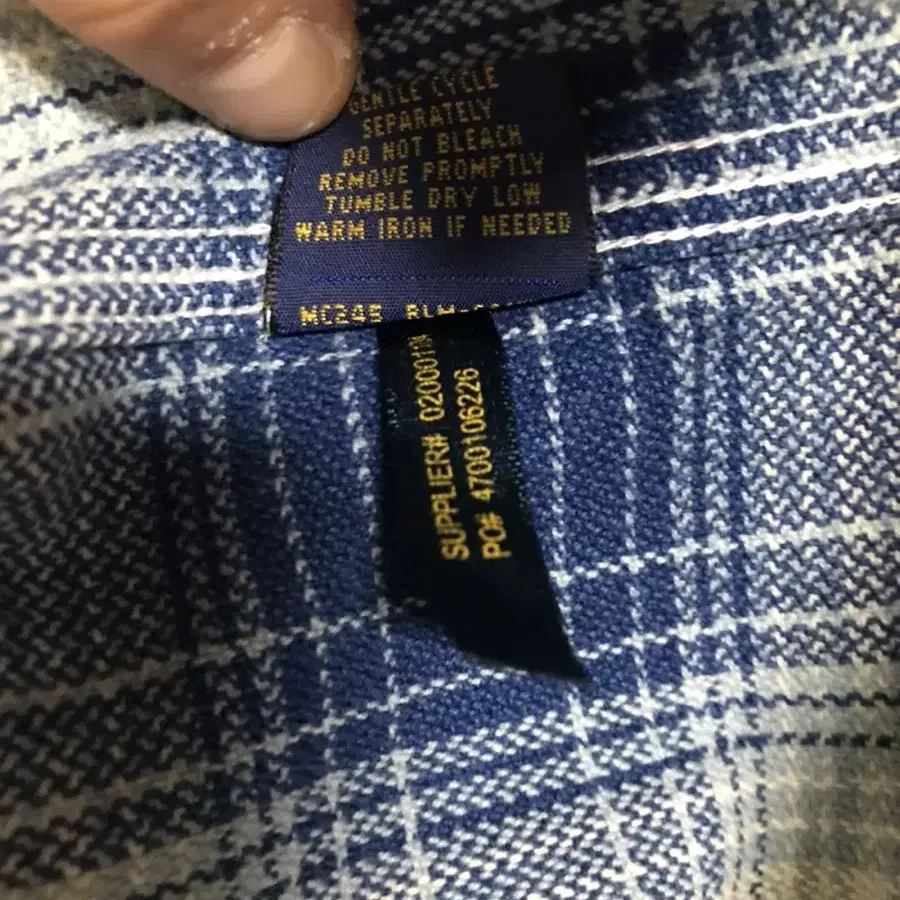 GENTLE CYCLE
SEPARATELY
DO NOT BLEACH
REMOVE PROMPTLY
TUMBLE DRY LOW
WARM IRON IF NEEDED
SUPPLIER#
PO# 4700106226